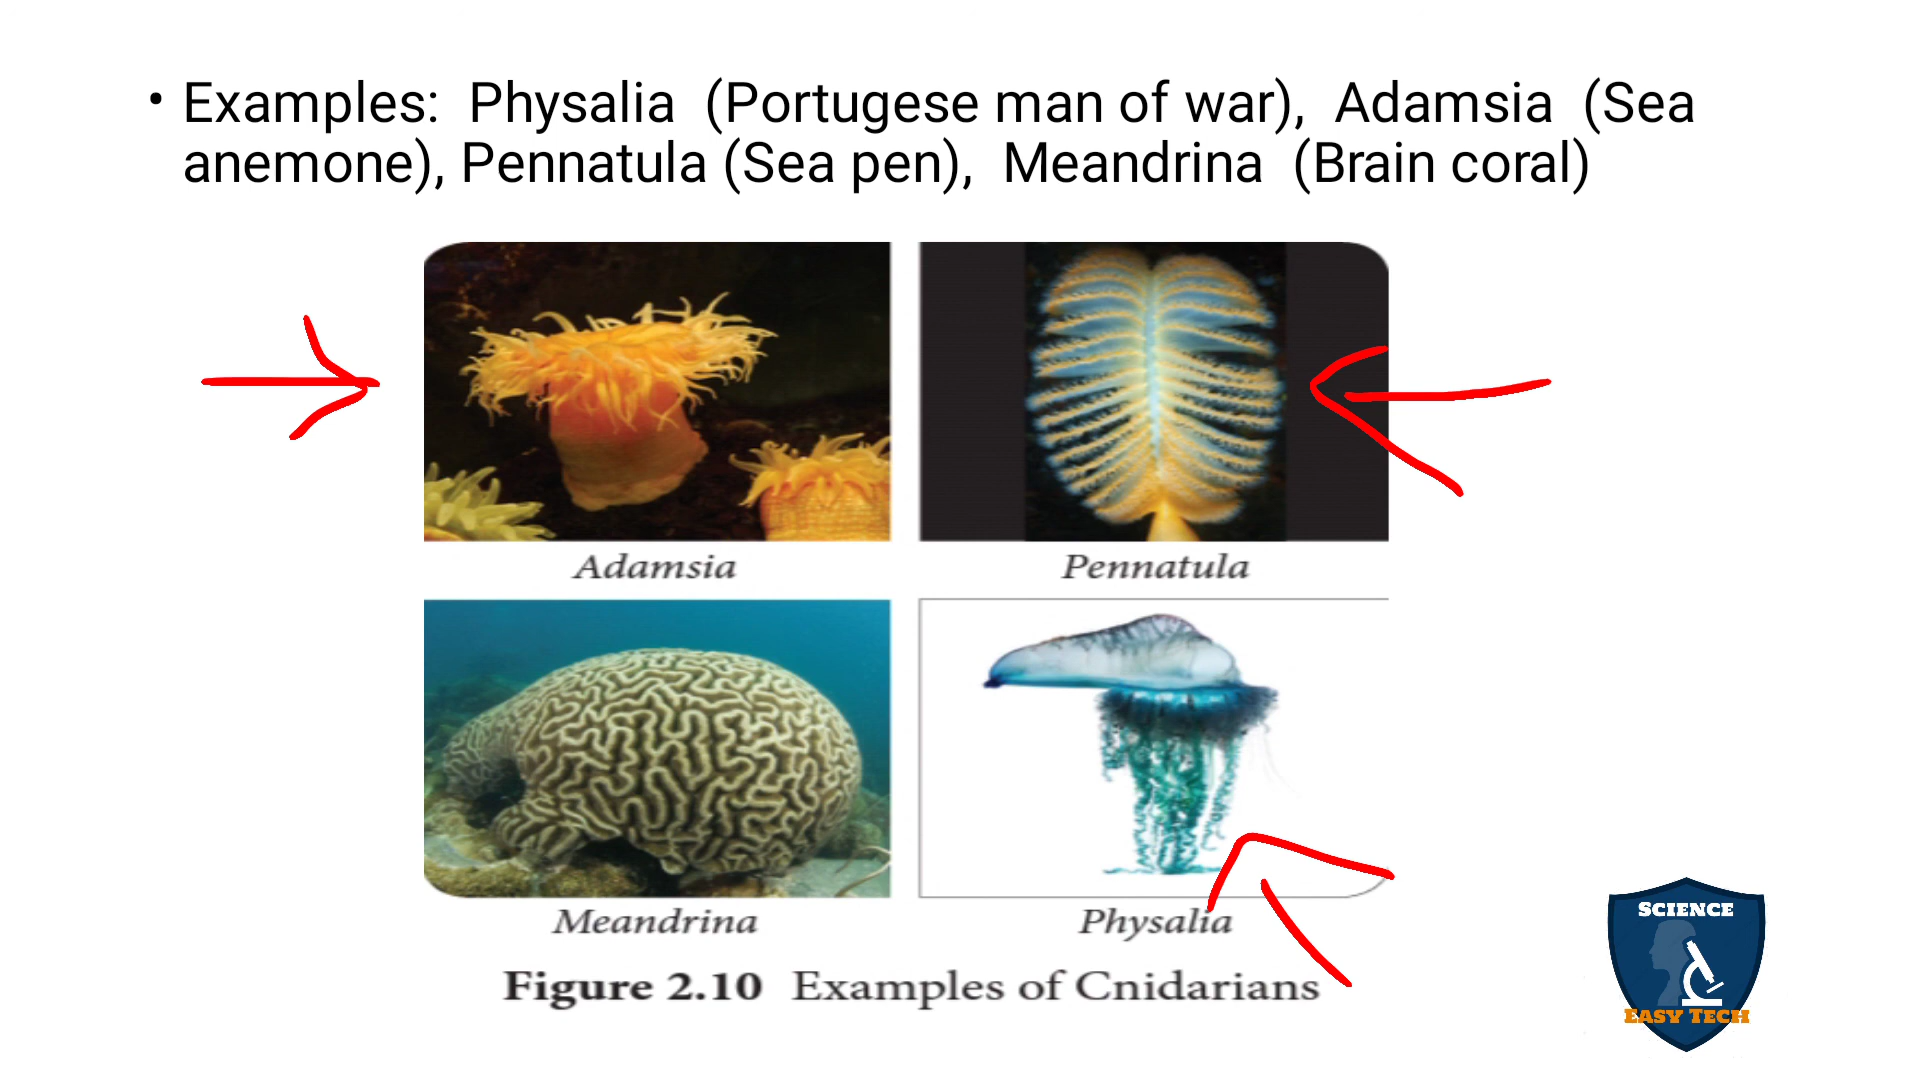 • Examples: Physalia (Portugese man of war), Adamsia (Sea
anemone), Pennatula (Sea pen), Meandrina (Brain coral)
Adamsia
Pennatula
Meandrina
Physalia
Figure 2.10 Examples of Cnidarians
SCIENCE
EASY TECH